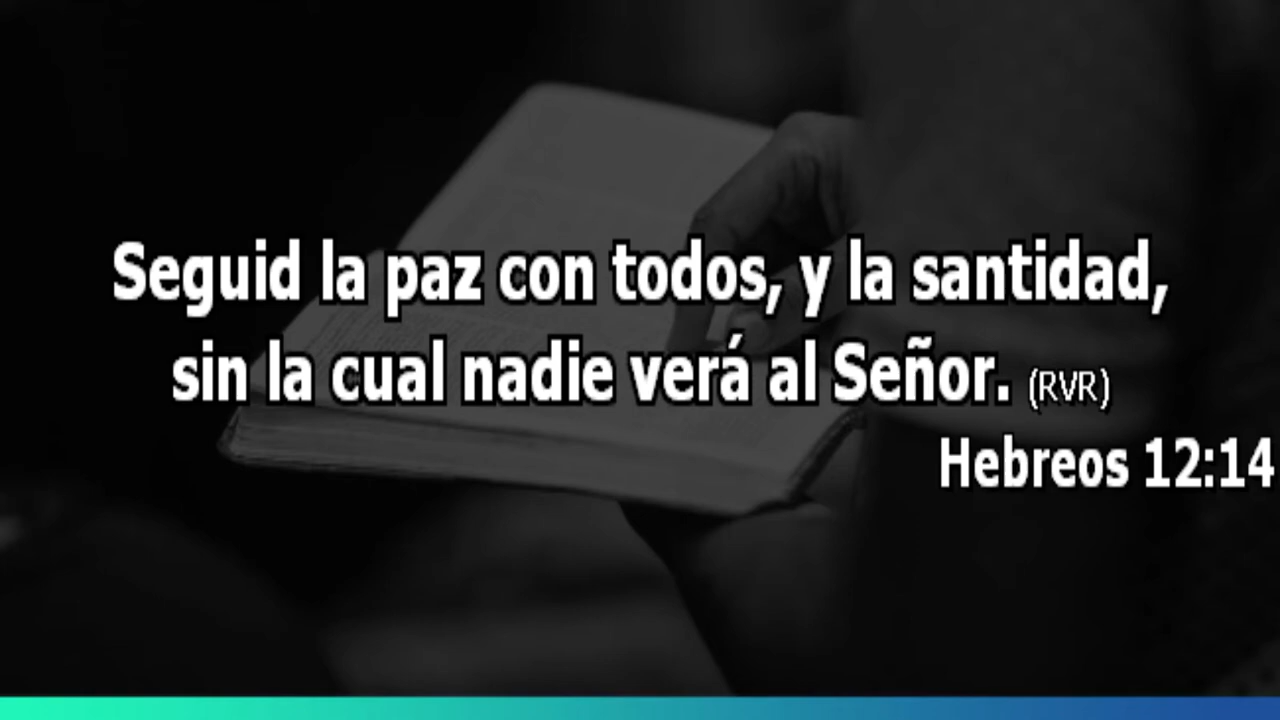 Seguid la paz con todos, y la santidad,
sin la cual nadie verá al Señor. (RVR)
Hebreos 12:14